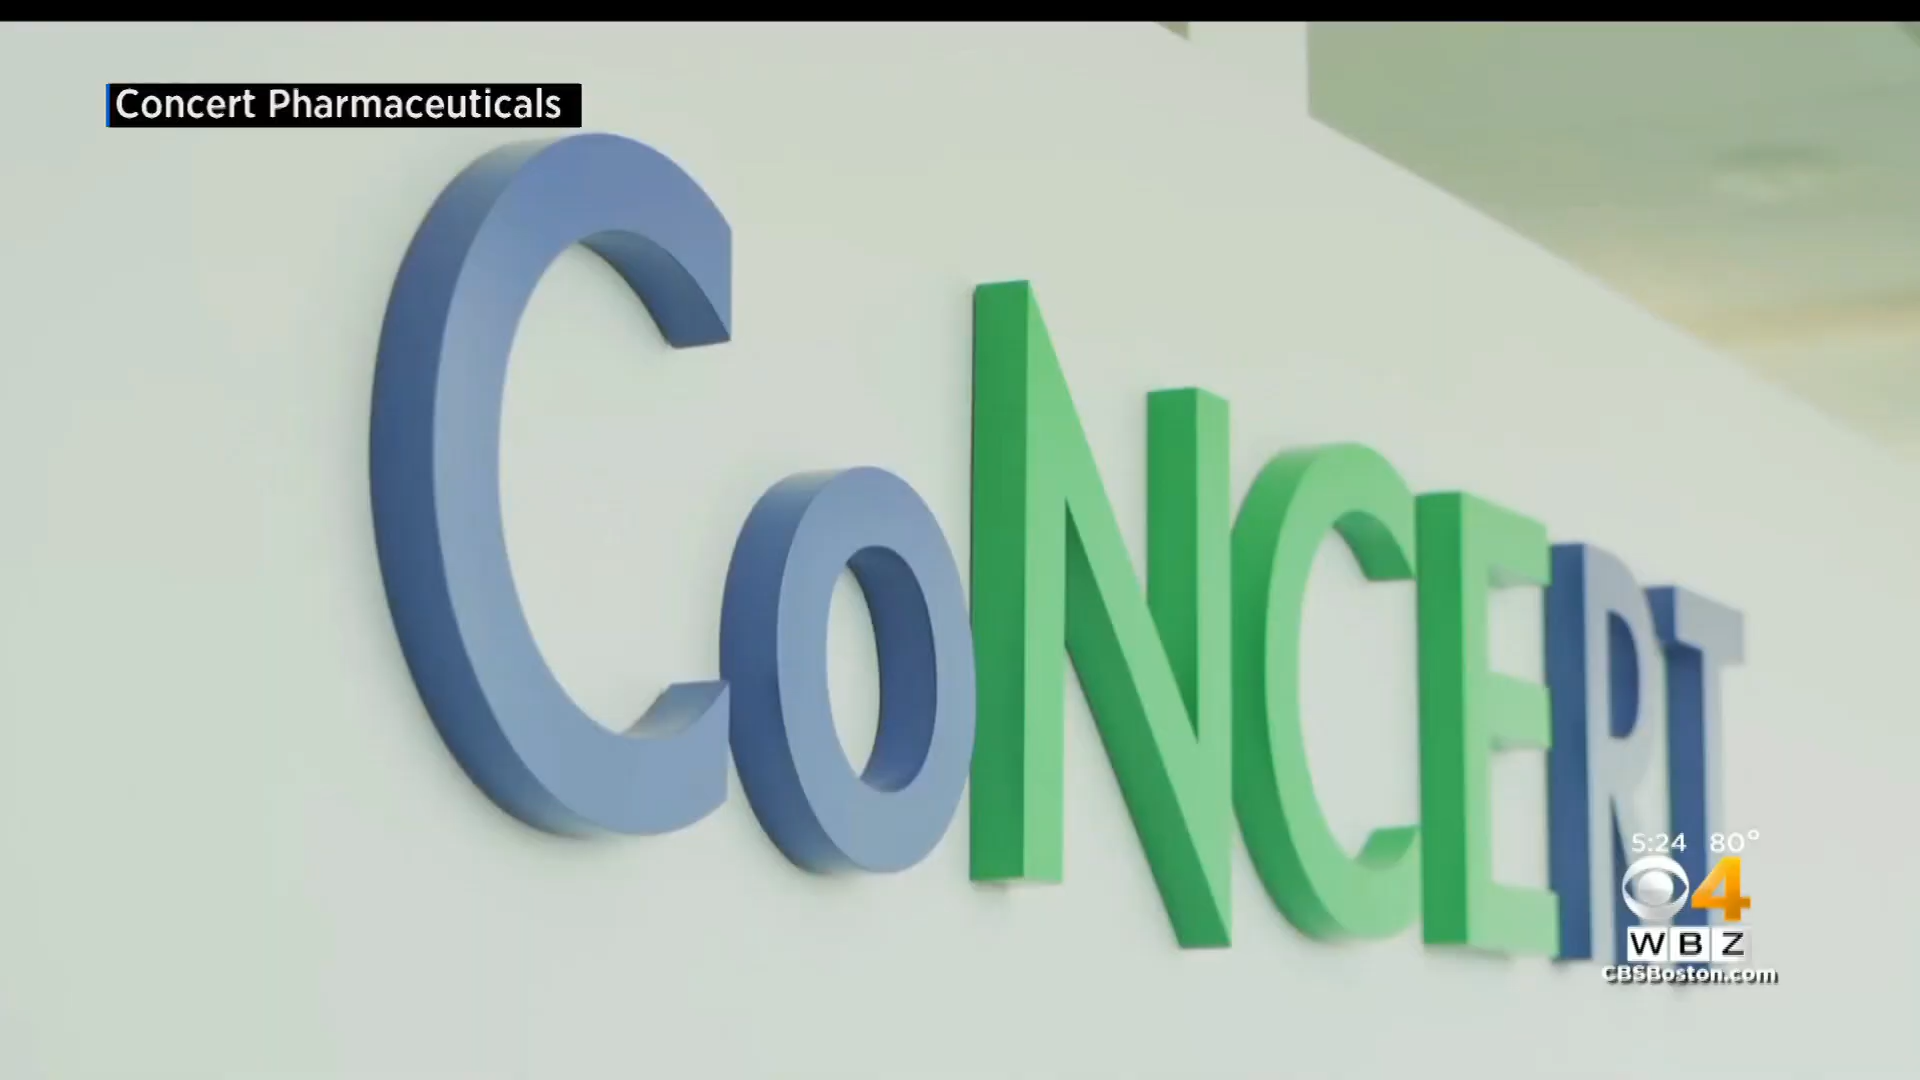 Concert Pharmaceuticals
CoNCERT
5:24 80°
4
WBZ
CBSBoston.com